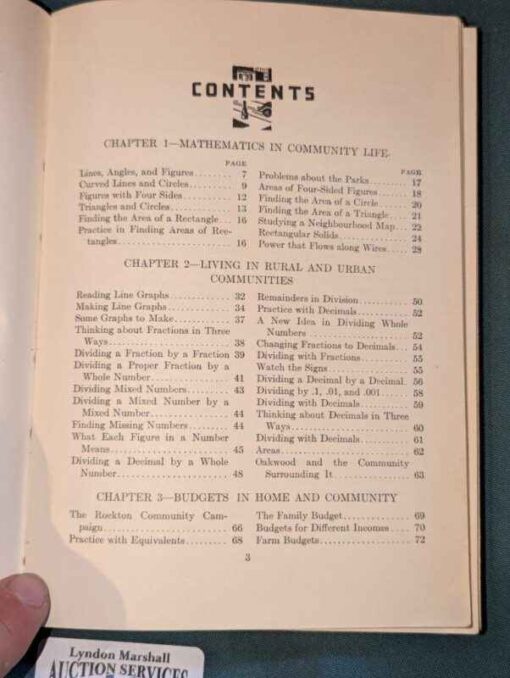 CONTENTS
CHAPTER 1—MATHEMATICS IN COMMUNITY LIFE
PAGE
Lines, Angles, and Figures ........ 7
Curved Lines and Circles ......... 9
Figures with Four Sides .......... 12
Triangles and Circles ............ 13
Finding the Area of a Rectangle .. 16
Practice in Finding Areas of Rec-
tangles ..................... 16
PAGE
Problems about the Parks ......... 17
Areas of Four-Sided Figures ...... 18
Finding the Area of a Circle ..... 20
Finding the Area of a Triangle ... 21
Studying a Neighbourhood Map .. 22
Rectangular Solids ............... 24
Power that Flows along Wires .... 28
CHAPTER 2—LIVING IN RURAL AND URBAN
COMMUNITIES
Reading Line Graphs ............. 32
Making Line Graphs .............. 34
Some Graphs to Make ............. 37
Thinking about Fractions in Three
Ways ........................ 38
Dividing a Fraction by a Fraction 39
Dividing a Proper Fraction by a
Whole Number ................ 41
Dividing Mixed Numbers .......... 43
Dividing a Mixed Number by a
Mixed Number ................ 44
Finding Missing Numbers ......... 44
What Each Figure in a Number
Means ....................... 45
Dividing a Decimal by a Whole
Number ...................... 48
Remainders in Division ........... 50
Practice with Decimals ........... 52
A New Idea in Dividing Whole
Numbers ..................... 52
Changing Fractions to Decimals ... 54
Dividing with Fractions .......... 55
Watch the Signs .................. 55
Dividing a Decimal by a Decimal . 56
Dividing by .1, .01, and .001 ...... 58
Dividing with Decimals ........... 59
Thinking about Decimals in Three
Ways ........................ 60
Dividing with Decimals ........... 61
Areas ........................... 62
Oakwood and the Community
Surrounding It ............... 63
CHAPTER 3—BUDGETS IN HOME AND COMMUNITY
The Rockton Community Cam-
paign ....................... 66
Practice with Equivalents ........ 68
The Family Budget ............... 69
Budgets for Different Incomes .... 70
Farm Budgets .................... 72
3
Lyndon Marshall
AUCTION SERVICES